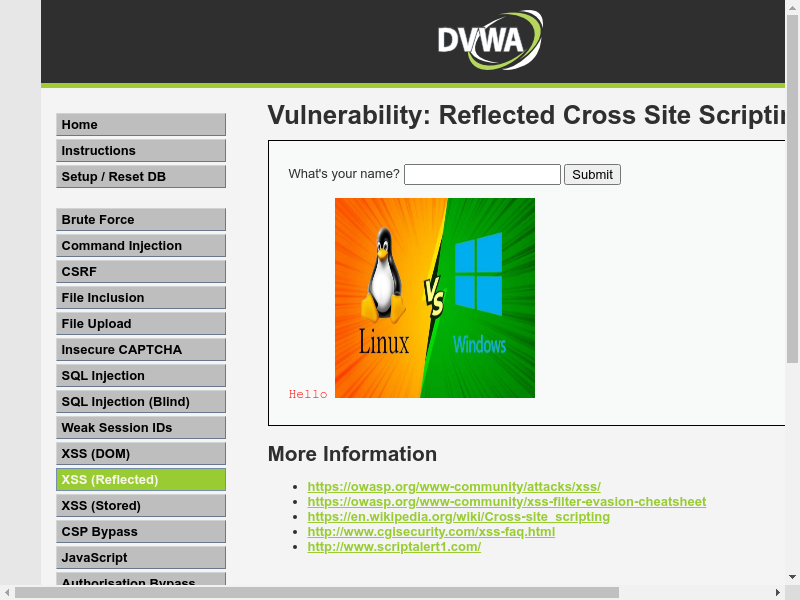 DVWA
Home
Instructions
Setup / Reset DB
Brute Force
Command Injection
CSRF
File Inclusion
File Upload
Insecure CAPTCHA
SQL Injection
SQL Injection (Blind)
Weak Session IDs
XSS (DOM)
XSS (Reflected)
XSS (Stored)
CSP Bypass
JavaScript
Authorisation Bypass
Vulnerability: Reflected Cross Site Scriptin
What's your name? Submit
VS
Linux Windows
Hello
More Information
https://owasp.org/www-community/attacks/xss/
https://owasp.org/www-community/xss-filter-evasion-cheatsheet
https://en.wikipedia.org/wiki/Cross-site_scripting
http://www.cgisecurity.com/xss-faq.html
http://www.scriptalert1.com/